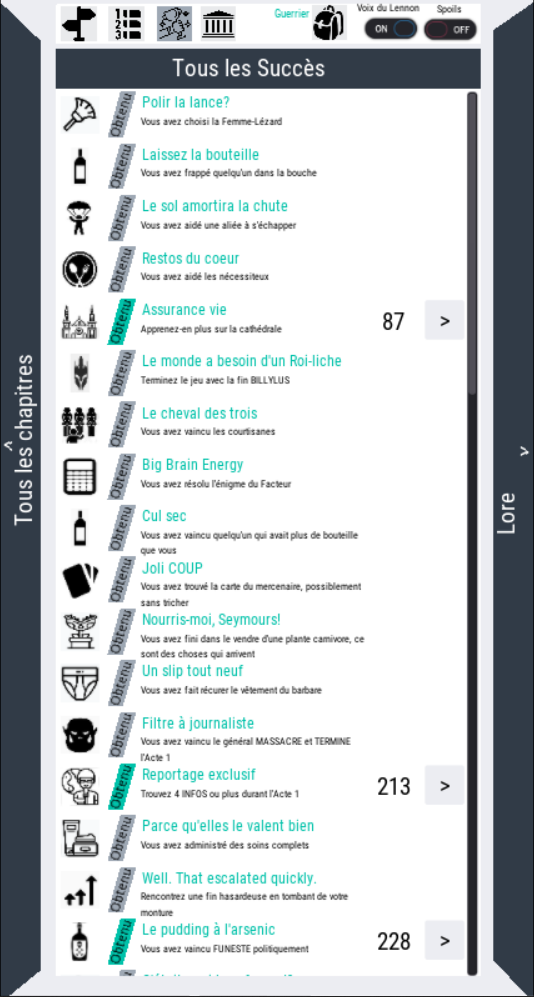 Guerrier
Voix du Lennon
ON
Spoils
OFF
Tous les Succès
Tous les chapitres
^
Lore
>
Obtenu
Polir la lance?
Vous avez choisi la Femme-Lézard
Obtenu
Laissez la bouteille
Vous avez frappé quelqu'un dans la bouche
Obtenu
Le sol amortira la chute
Vous avez aidé une aliée à s'échapper
Obtenu
Restos du coeur
Vous avez aidé les nécessiteux
Obtenu
Assurance vie
Apprenez-en plus sur la cathédrale
87
>
Obtenu
Le monde a besoin d'un Roi-liche
Terminez le jeu avec la fin BILLYLUS
Obtenu
Le cheval des trois
Vous avez vaincu les courtisanes
Obtenu
Big Brain Energy
Vous avez résolu l'énigme du Facteur
Obtenu
Cul sec
Vous avez vaincu quelqu'un qui avait plus de bouteille
que vous
Obtenu
Joli COUP
Vous avez trouvé la carte du mercenaire, possiblement
sans tricher
Obtenu
Nourris-moi, Seymours!
Vous avez fini dans le vendre d'une plante carnivore, ce
sont des choses qui arrivent
Obtenu
Un slip tout neuf
Vous avez fait récurer le vêtement du barbare
Obtenu
Filtre à journaliste
Vous avez vaincu le général MASSACRE et TERMINE
l'Acte 1
Obtenu
Reportage exclusif
Trouvez 4 INFOS ou plus durant l'Acte 1
213
>
Obtenu
Parce qu'elles le valent bien
Vous avez administré des soins complets
Obtenu
Well. That escalated quickly.
Rencontrez une fin hasardeuse en tombant de votre
monture
Obtenu
Le pudding à l'arsenic
Vous avez vaincu FUNESTE politiquement
228
>